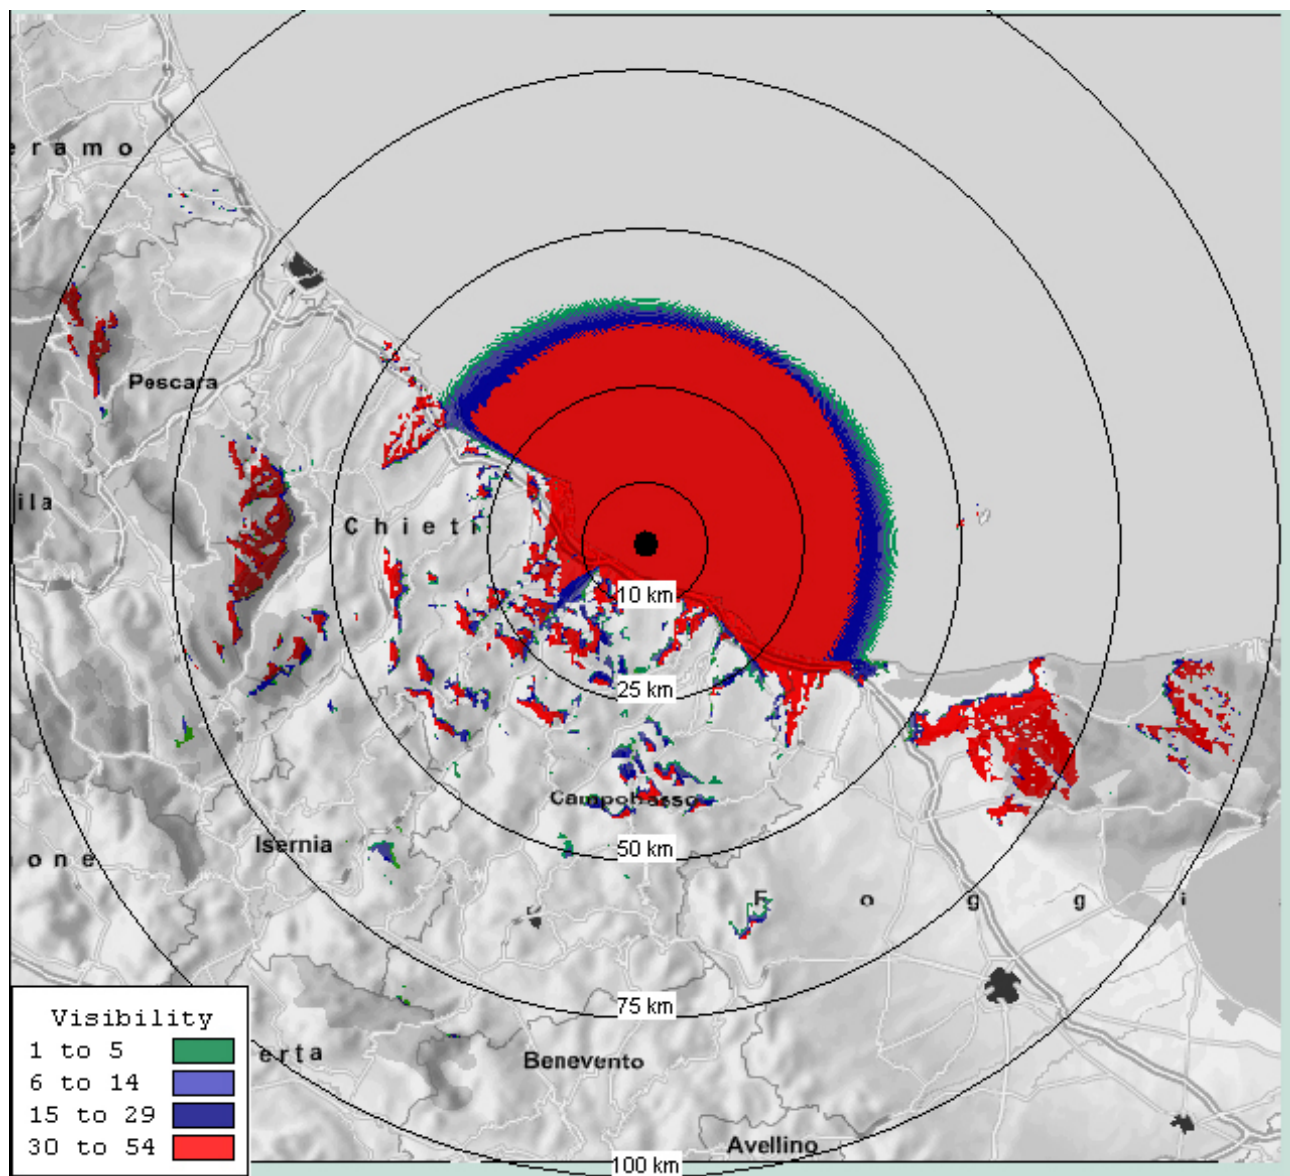 eramo
Pescara
ila
Chieti
10 km
25 km
Campobasso
Isernia
50 km
one
F o g g i
75 km
Visibility
1 to 5
6 to 14
15 to 29
30 to 54
erta
Benevento
Avellino
100 km